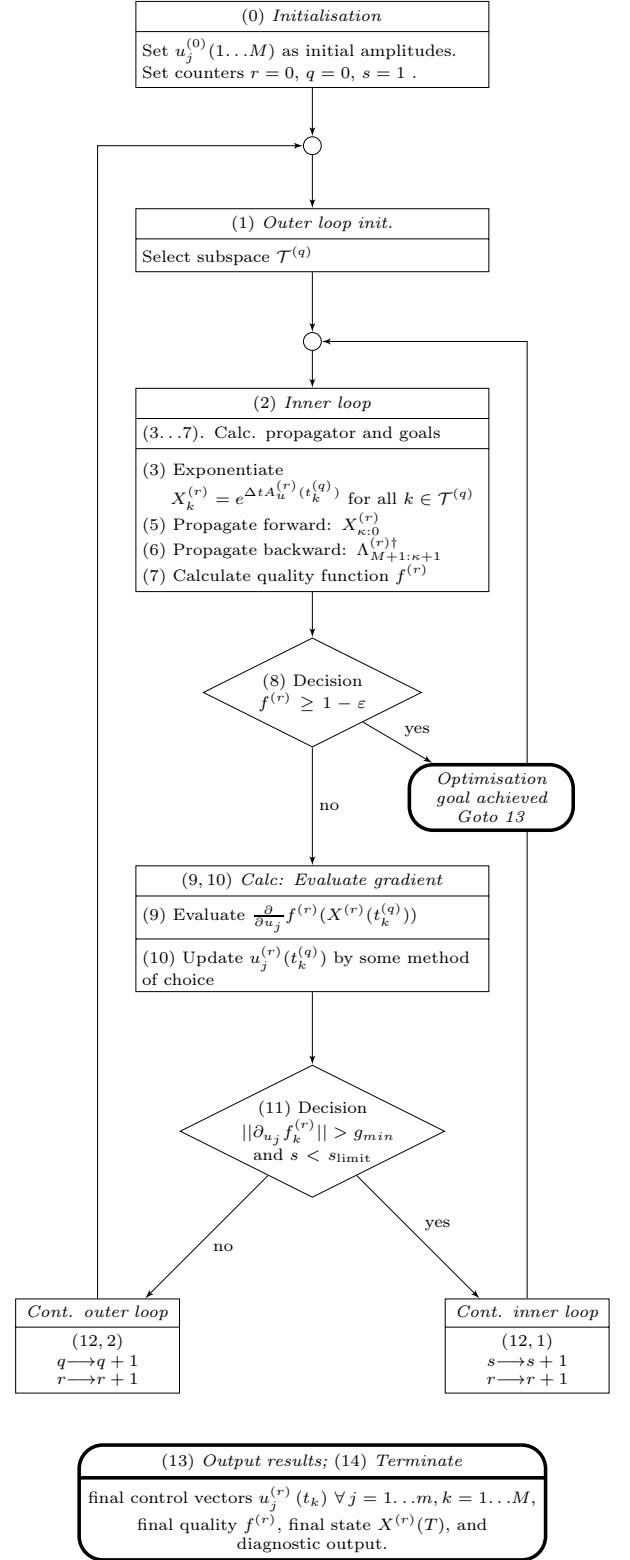 (0) Initialisation
Set u_j^{(0)}(1…M) as initial amplitudes.
Set counters r = 0, q = 0, s = 1 .
(1) Outer loop init.
Select subspace 𝒯^{(q)}
(2) Inner loop
(3…7). Calc. propagator and goals
(3) Exponentiate
X_k^{(r)} = e^{ΔtA_u^{(r)}(t_k^{(q)})} for all k ∈ 𝒯^{(q)}
(5) Propagate forward: X_{κ:0}^{(r)}
(6) Propagate backward: Λ_{M+1:κ+1}^{(r)†}
(7) Calculate quality function f^{(r)}
(8) Decision
f^{(r)} ≥ 1 − ε
yes
Optimisation
goal achieved
Goto 13
no
(9, 10) Calc: Evaluate gradient
(9) Evaluate ∂/∂u_j f^{(r)}(X^{(r)}(t_k^{(q)}))
(10) Update u_j^{(r)}(t_k^{(q)}) by some method
of choice
(11) Decision
||∂_{u_j} f_k^{(r)}|| > g_{min}
and s < s_{limit}
yes
no
Cont. outer loop
(12, 2)
q⟶q + 1
r⟶r + 1
Cont. inner loop
(12, 1)
s⟶s + 1
r⟶r + 1
(13) Output results; (14) Terminate
final control vectors u_j^{(r)} (t_k) ∀ j = 1…m, k = 1…M,
final quality f^{(r)}, final state X^{(r)}(T), and
diagnostic output.